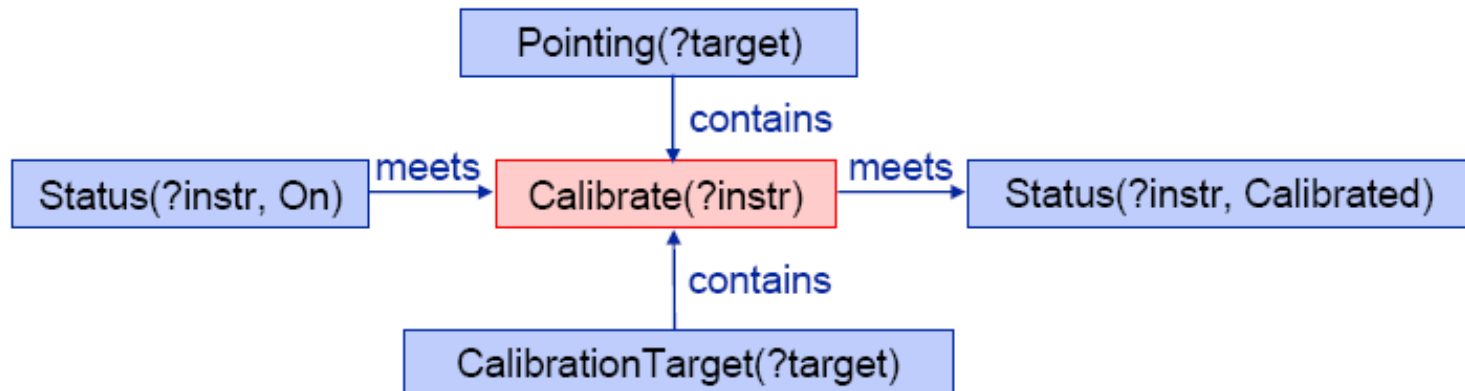 Pointing(?target)
contains
Status(?instr, On)
meets
Calibrate(?instr)
meets
Status(?instr, Calibrated)
contains
CalibrationTarget(?target)